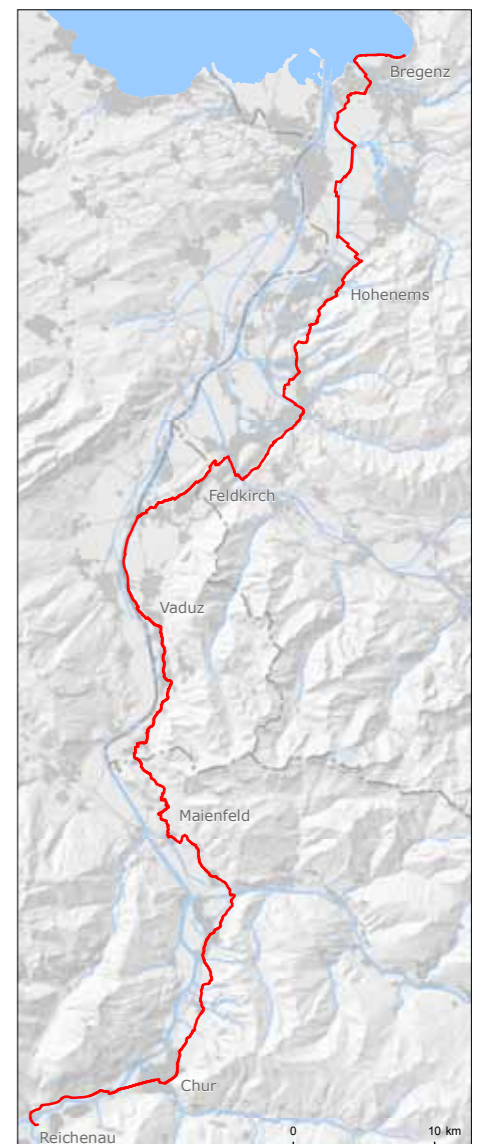 Bregenz
Hohenems
Feldkirch
Vaduz
Maienfeld
Chur
0 10 km
Reichenau